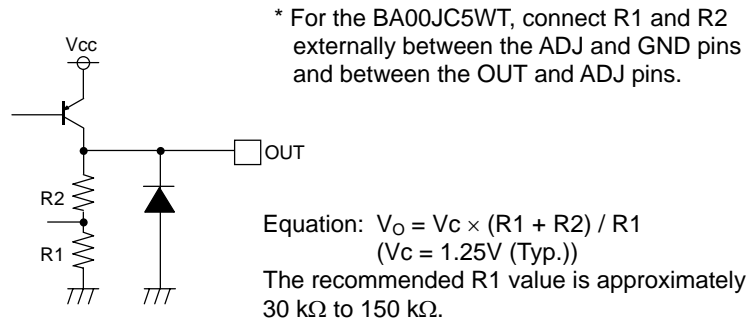 * For the BA00JC5WT, connect R1 and R2
externally between the ADJ and GND pins
and between the OUT and ADJ pins.
Vcc
OUT
R2
R1
Equation: V_O = Vc × (R1 + R2) / R1
(Vc = 1.25V (Typ.))
The recommended R1 value is approximately
30 kΩ to 150 kΩ.